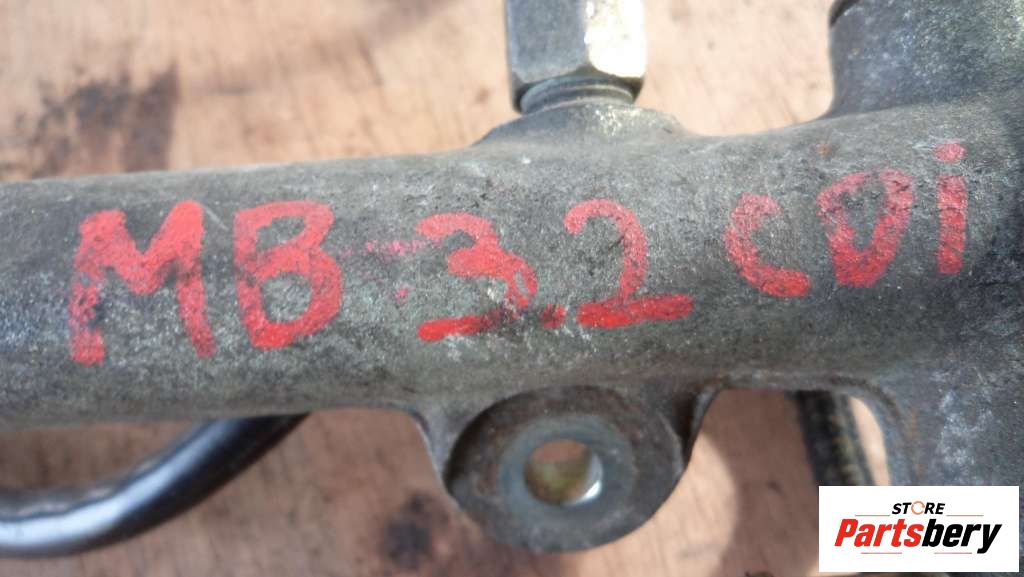 MB 3.2 CDi
STORE
Partsbery